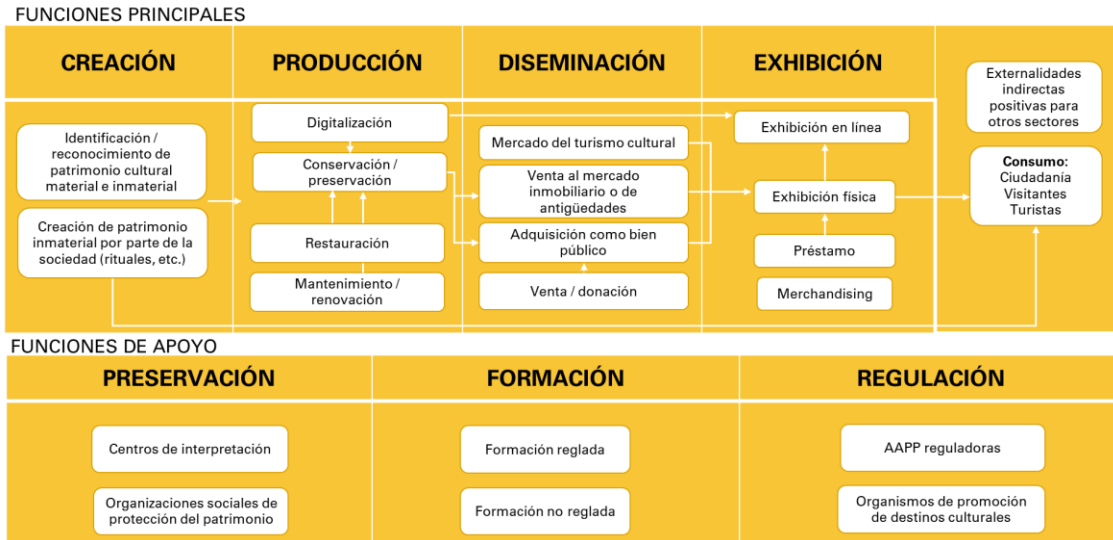 FUNCIONES PRINCIPALES
CREACIÓN
PRODUCCIÓN
DISEMINACIÓN
EXHIBICIÓN
Identificación /
reconocimiento de
patrimonio cultural
material e inmaterial
Creación de patrimonio
inmaterial por parte de la
sociedad (rituales, etc.)
Digitalización
Conservación /
preservación
Restauración
Mantenimiento /
renovación
Mercado del turismo cultural
Venta al mercado
inmobiliario o de
antigüedades
Adquisición como bien
público
Venta / donación
Exhibición en línea
Exhibición física
Préstamo
Merchandising
Externalidades
indirectas
positivas para
otros sectores
Consumo:
Ciudadanía
Visitantes
Turistas
FUNCIONES DE APOYO
PRESERVACIÓN
FORMACIÓN
REGULACIÓN
Centros de interpretación
Organizaciones sociales de
protección del patrimonio
Formación reglada
Formación no reglada
AAPP reguladoras
Organismos de promoción
de destinos culturales